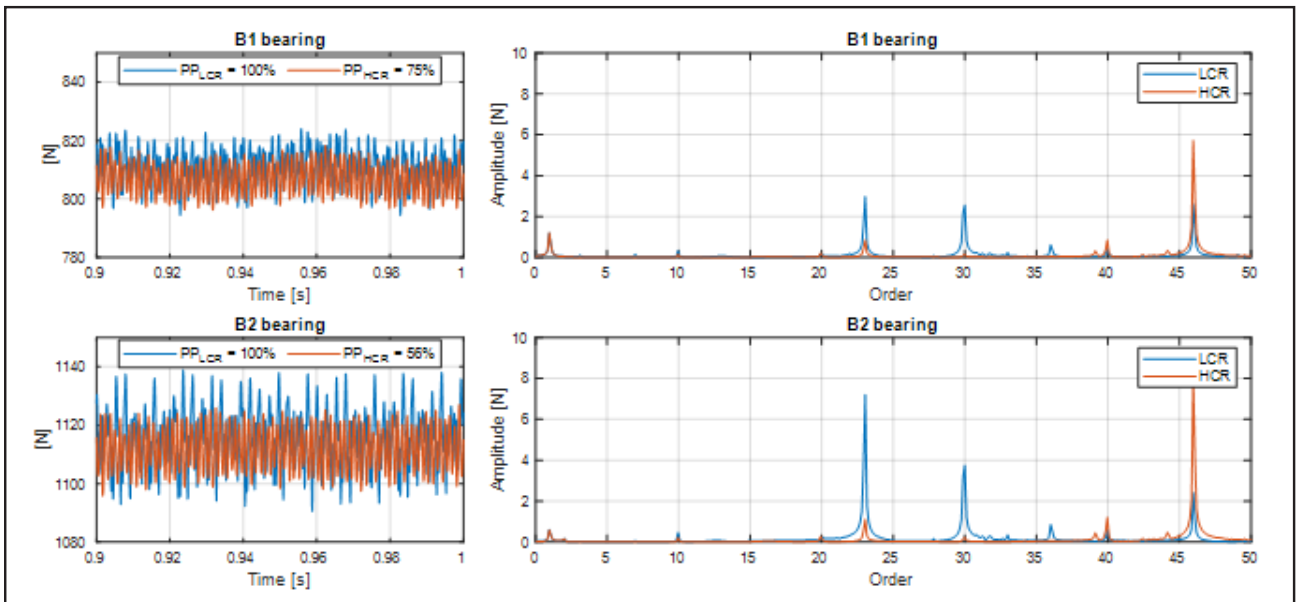 B1 bearing
PP_LCR = 100% PP_HCR = 75%
840
820
800
780
[N]
0.9 0.92 0.94 0.96 0.98 1
Time [s]
B1 bearing
LCR
HCR
10
8
6
4
2
0
Amplitude [N]
0 5 10 15 20 25 30 35 40 45 50
Order
B2 bearing
PP_LCR = 100% PP_HCR = 56%
1140
1120
1100
1080
[N]
0.9 0.92 0.94 0.96 0.98 1
Time [s]
B2 bearing
LCR
HCR
10
8
6
4
2
0
Amplitude [N]
0 5 10 15 20 25 30 35 40 45 50
Order